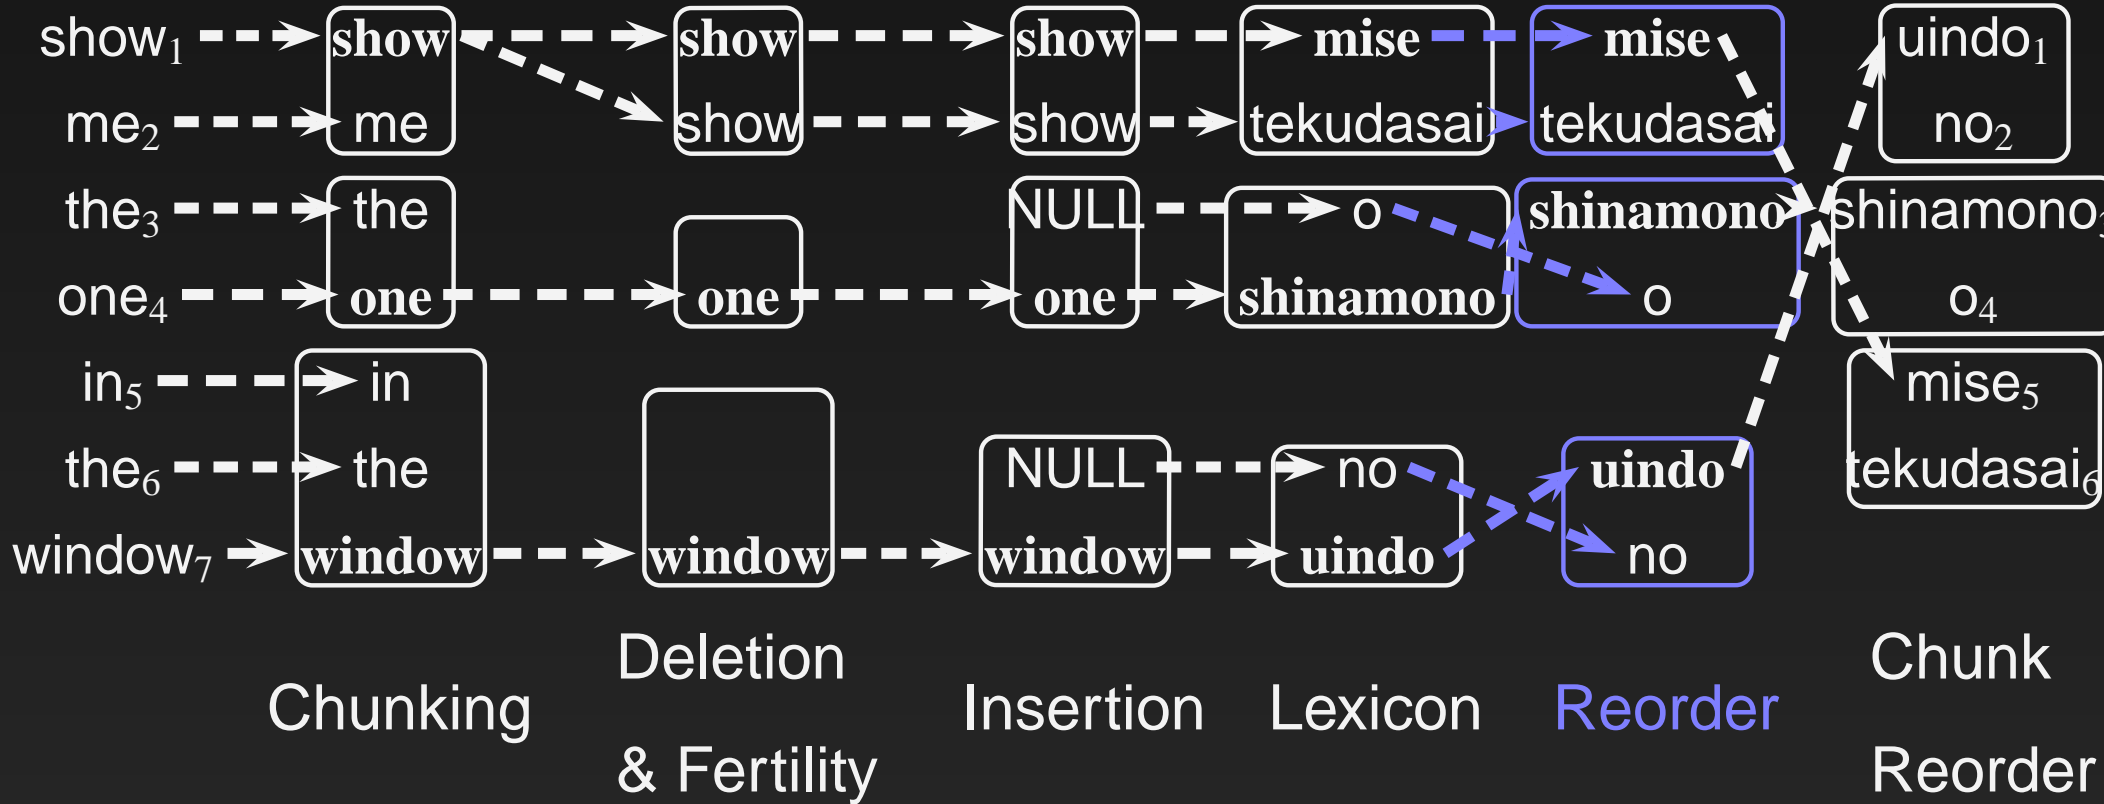 show1 show show show mise mise uindo1
me2 me show show tekudasai tekudasai no2
the3 the NULL o shinamono shinamono3
one4 one one one shinamono o o4
in5 in mise5
the6 the NULL no uindo tekudasai6
window7 window window window uindo no
Deletion Chunk
Chunking Insertion Lexicon Reorder
& Fertility Reorder